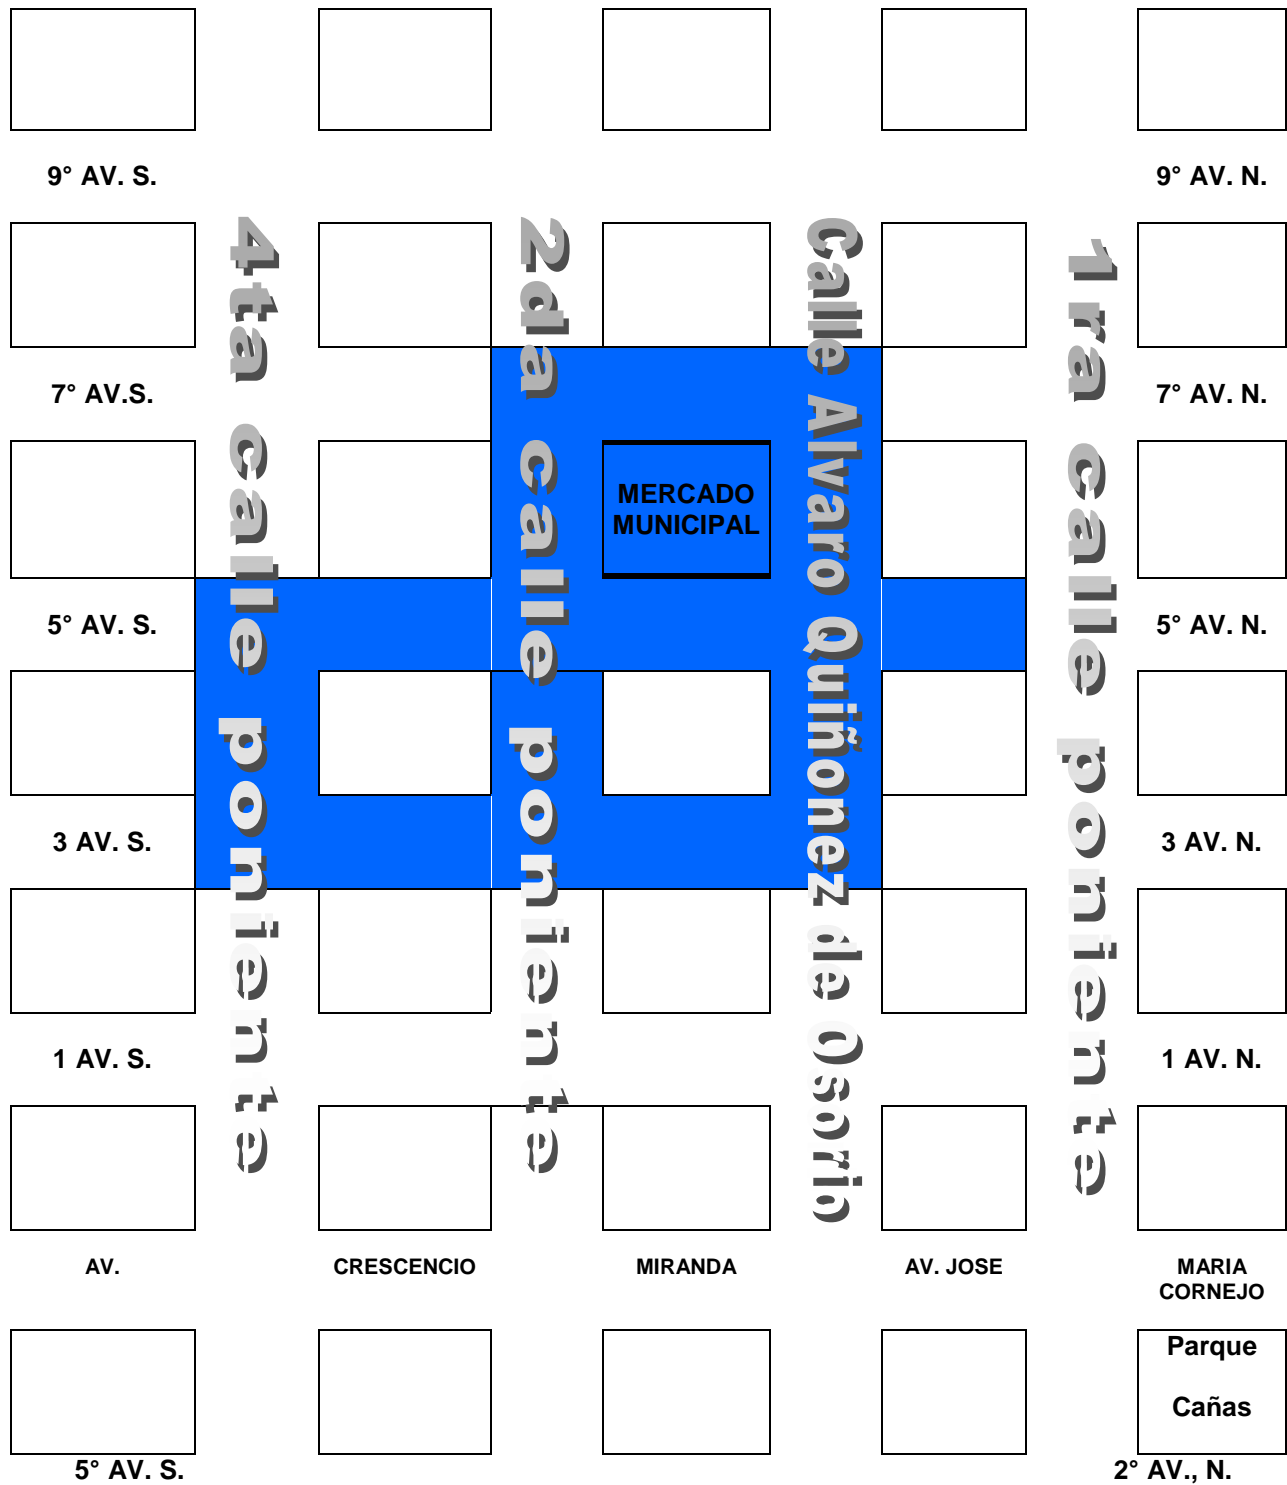 9° AV. S.
9° AV. N.
4ta calle poniente
2da calle poniente
Calle Alvaro Quiñonez de Osorio
1ra calle poniente
7° AV.S.
7° AV. N.
MERCADO
MUNICIPAL
5° AV. S.
5° AV. N.
3 AV. S.
3 AV. N.
1 AV. S.
1 AV. N.
AV.
CRESCENCIO
MIRANDA
AV. JOSE
MARIA
CORNEJO
Parque
Cañas
5° AV. S.
2° AV., N.